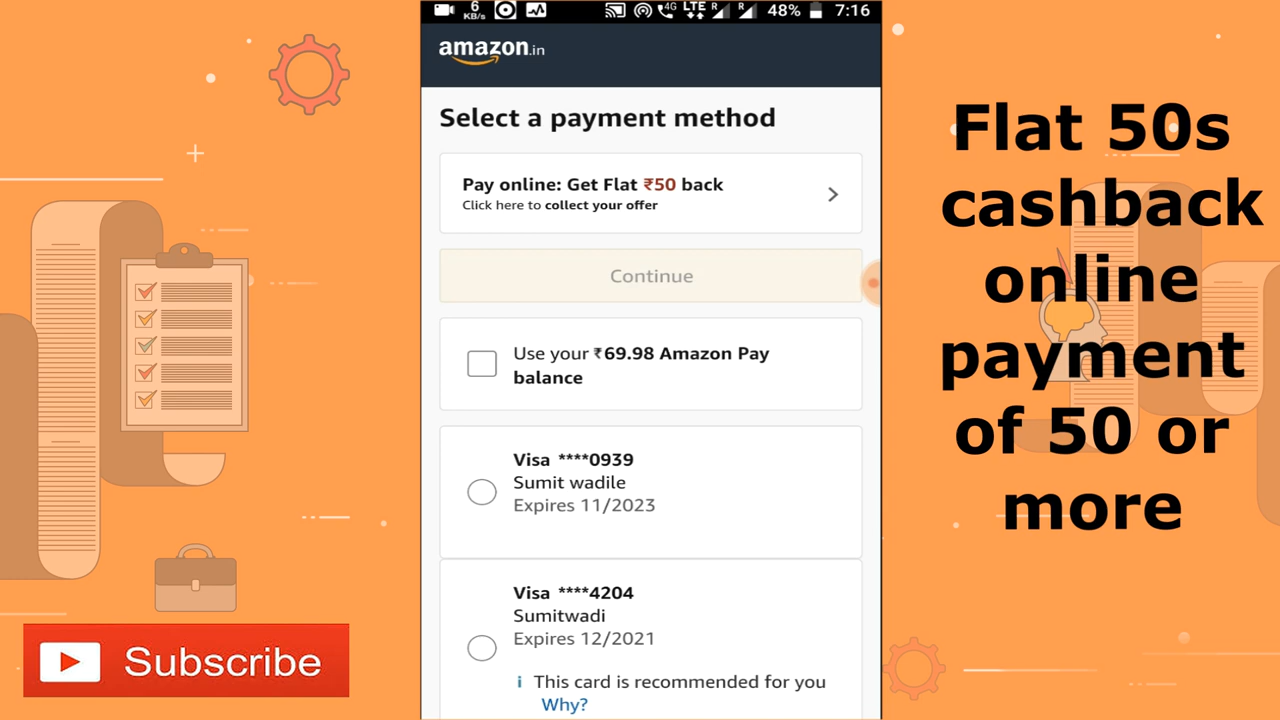 6
KB/s
4G
LTE
R
R
48%
7:16
amazon.in
Select a payment method
Pay online: Get Flat ₹50 back
Click here to collect your offer
Continue
Use your ₹69.98 Amazon Pay
balance
Visa ****0939
Sumit wadile
Expires 11/2023
Visa ****4204
Sumitwadi
Expires 12/2021
i This card is recommended for you
Why?
Flat 50s
cashback
online
payment
of 50 or
more
Subscribe